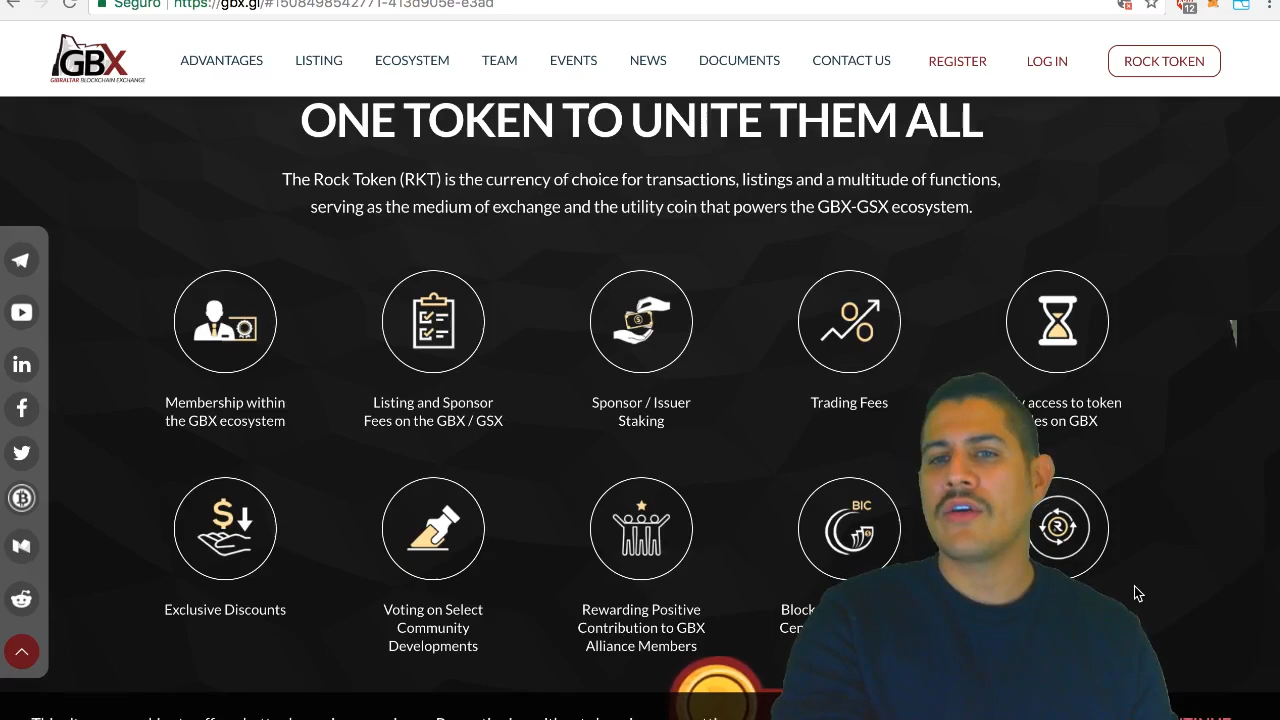 Seguro https://gbx.gi/#1508498542771-413d905e-e3ad
12
GBX
GIBRALTAR BLOCKCHAIN EXCHANGE
ADVANTAGES LISTING ECOSYSTEM TEAM EVENTS NEWS DOCUMENTS CONTACT US REGISTER LOG IN ROCK TOKEN
ONE TOKEN TO UNITE THEM ALL
The Rock Token (RKT) is the currency of choice for transactions, listings and a multitude of functions,
serving as the medium of exchange and the utility coin that powers the GBX-GSX ecosystem.
Membership within
the GBX ecosystem
Listing and Sponsor
Fees on the GBX / GSX
Sponsor / Issuer
Staking
Trading Fees
access to token
on GBX
BIC
R
Exclusive Discounts
Voting on Select
Community
Developments
Rewarding Positive
Contribution to GBX
Alliance Members